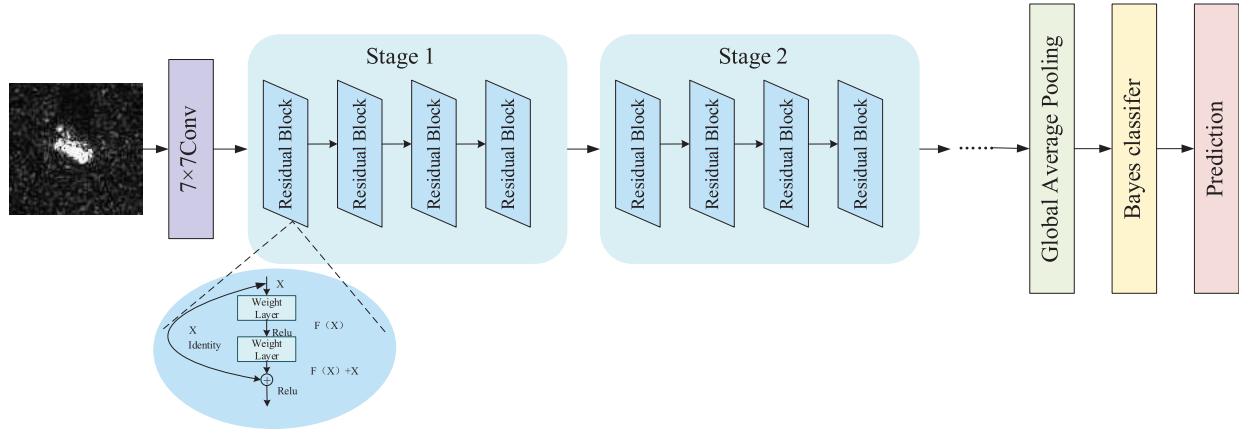 7×7Conv
Stage 1
Residual Block
Residual Block
Residual Block
Residual Block
Stage 2
Residual Block
Residual Block
Residual Block
Residual Block
......
Global Average Pooling
Bayes classifer
Prediction
X
Weight
Layer
Relu
F（X）
X
Identity
Weight
Layer
F（X）+X
+
Relu